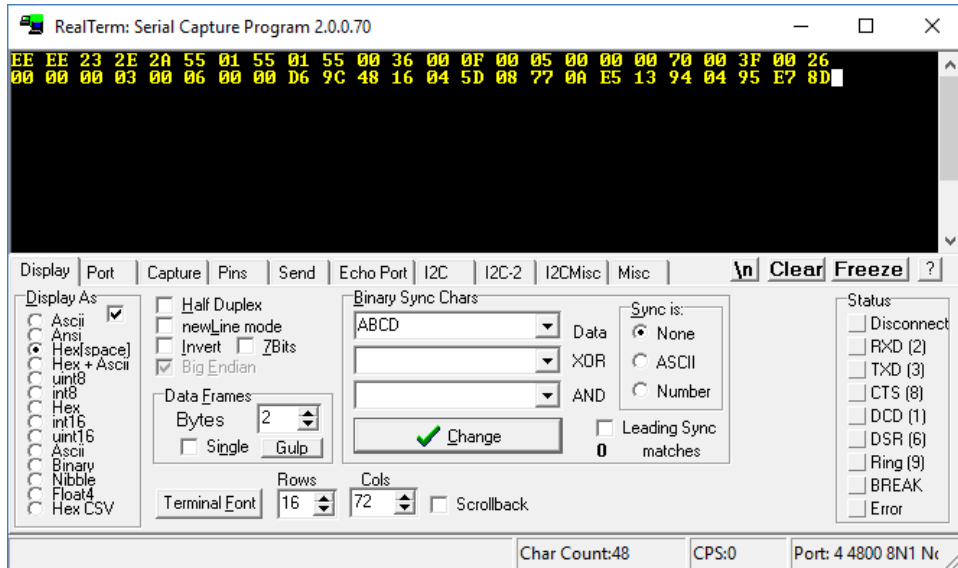 RealTerm: Serial Capture Program 2.0.0.70
EE EE 23 2E 2A 55 01 55 01 55 00 36 00 0F 00 05 00 00 00 70 00 3F 00 26
00 00 00 03 00 06 00 00 D6 9C 48 16 04 5D 08 77 0A E5 13 94 04 95 E7 8D
Display Port Capture Pins Send Echo Port I2C I2C-2 I2CMisc Misc \n Clear Freeze ?
Display As
Ascii
Ansi
Hex[space]
Hex + Ascii
uint8
int8
Hex
int16
uint16
Ascii
Binary
Nibble
Float4
Hex CSV
Half Duplex
newLine mode
Invert 7Bits
Big Endian
Data Frames
Bytes 2
Single Gulp
Rows Cols
Terminal Font 16 72 Scrollback
Binary Sync Chars
ABCD Data
XOR
AND
Change
Sync is:
None
ASCII
Number
Leading Sync
0 matches
Status
Disconnect
RXD (2)
TXD (3)
CTS (8)
DCD (1)
DSR (6)
Ring (9)
BREAK
Error
Char Count:48 CPS:0 Port: 4 4800 8N1 Nc